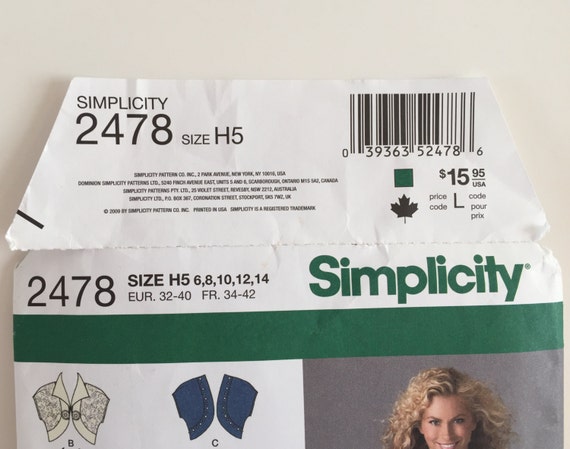 SIMPLICITY
2478 SIZE H5
SIMPLICITY PATTERN CO. INC., 2 PARK AVENUE, NEW YORK, NY 10016, USA
DOMINION SIMPLICITY PATTERNS LTD., 5240 FINCH AVENUE EAST, UNITS 5 AND 6, SCARBOROUGH, ONTARIO M1S 5A2, CANADA
SIMPLICITY PATTERNS PTY. LTD., 25 VIOLET STREET, REVESBY, NSW 2212, AUSTRALIA
SIMPLICITY LTD., P.O. BOX 367, CORONATION STREET, STOCKPORT, SK5 7WZ, UK
© 2009 BY SIMPLICITY PATTERN CO. INC. PRINTED IN USA SIMPLICITY IS A REGISTERED TRADEMARK
0 39363 52478 6
$15.95 USA
price code L code pour prix
2478 SIZE H5 6,8,10,12,14
EUR. 32-40 FR. 34-42
Simplicity®
B
C